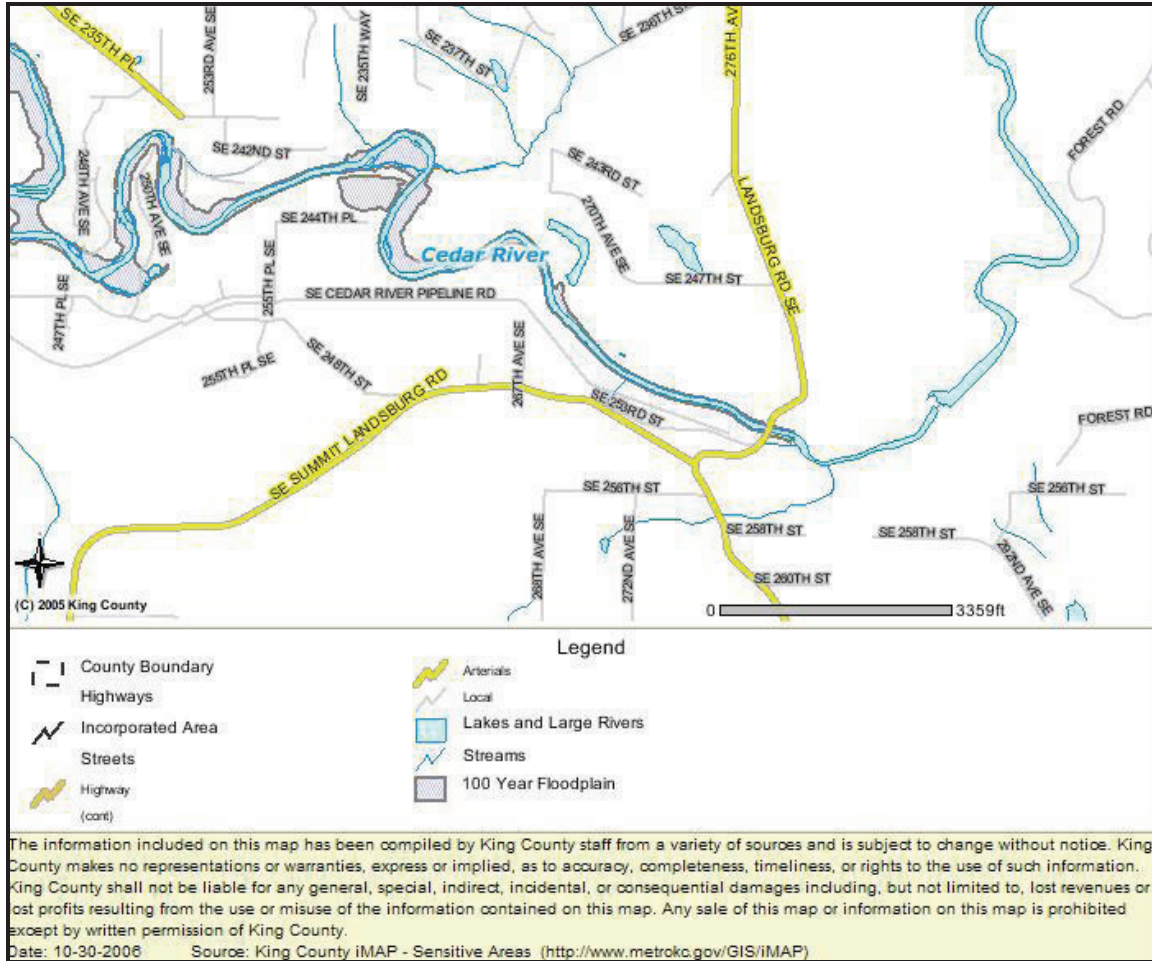 SE 235TH PL
253RD AVE SE
SE 235TH WAY
SE 237TH ST
SE 236TH ST
276TH AV
FOREST RD
248TH AVE SE
250TH AVE SE
SE 242ND ST
SE 243RD ST
SE 244TH PL
270TH AVE SE
LANDSBURG RD SE
Cedar River
SE 247TH ST
247TH PL SE
255TH PL SE
SE CEDAR RIVER PIPELINE RD
255TH PL SE
SE 248TH ST
267TH AVE SE
SE 253RD ST
SE SUMMIT LANDSBURG RD
FOREST RD
SE 256TH ST
SE 256TH ST
268TH AVE SE
272ND AVE SE
SE 258TH ST
SE 258TH ST
292ND AVE SE
SE 260TH ST
(C) 2005 King County
0 3359ft
Legend
County Boundary
Highways
Incorporated Area
Streets
Highway
(cont)
Arterials
Local
Lakes and Large Rivers
Streams
100 Year Floodplain
The information included on this map has been compiled by King County staff from a variety of sources and is subject to change without notice. King
County makes no representations or warranties, express or implied, as to accuracy, completeness, timeliness, or rights to the use of such information.
King County shall not be liable for any general, special, indirect, incidental, or consequential damages including, but not limited to, lost revenues or
lost profits resulting from the use or misuse of the information contained on this map. Any sale of this map or information on this map is prohibited
except by written permission of King County.
Date: 10-30-2006 Source: King County iMAP - Sensitive Areas (http://www.metrokc.gov/GIS/iMAP)